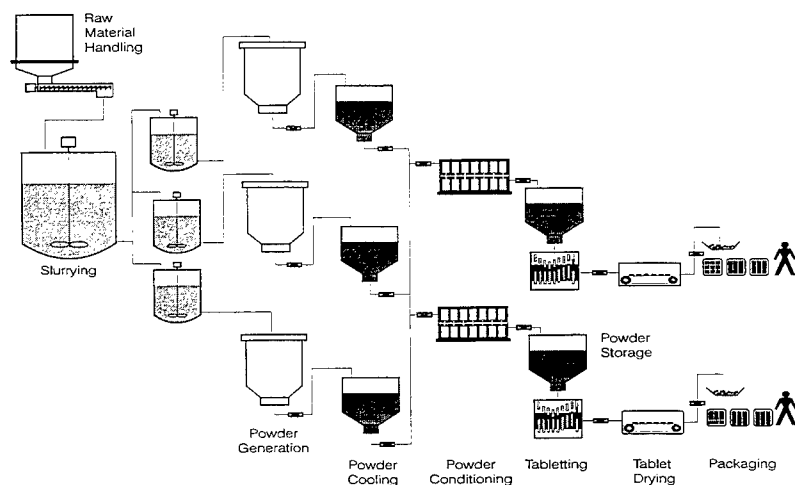 Raw
Material
Handling
Slurrying
Powder
Storage
Powder
Generation
Powder
Cooling
Powder
Conditioning
Tabletting
Tablet
Drying
Packaging